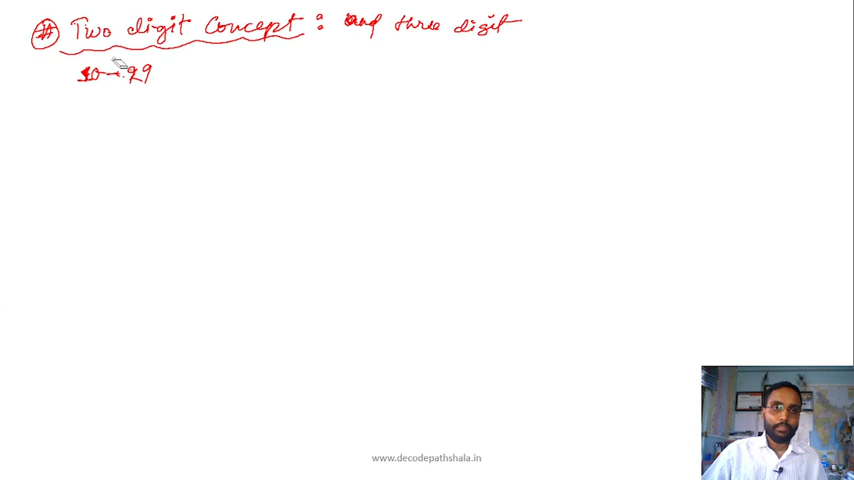 # Two digit Concept : and three digit
10 - 99
www.decodepathshala.in